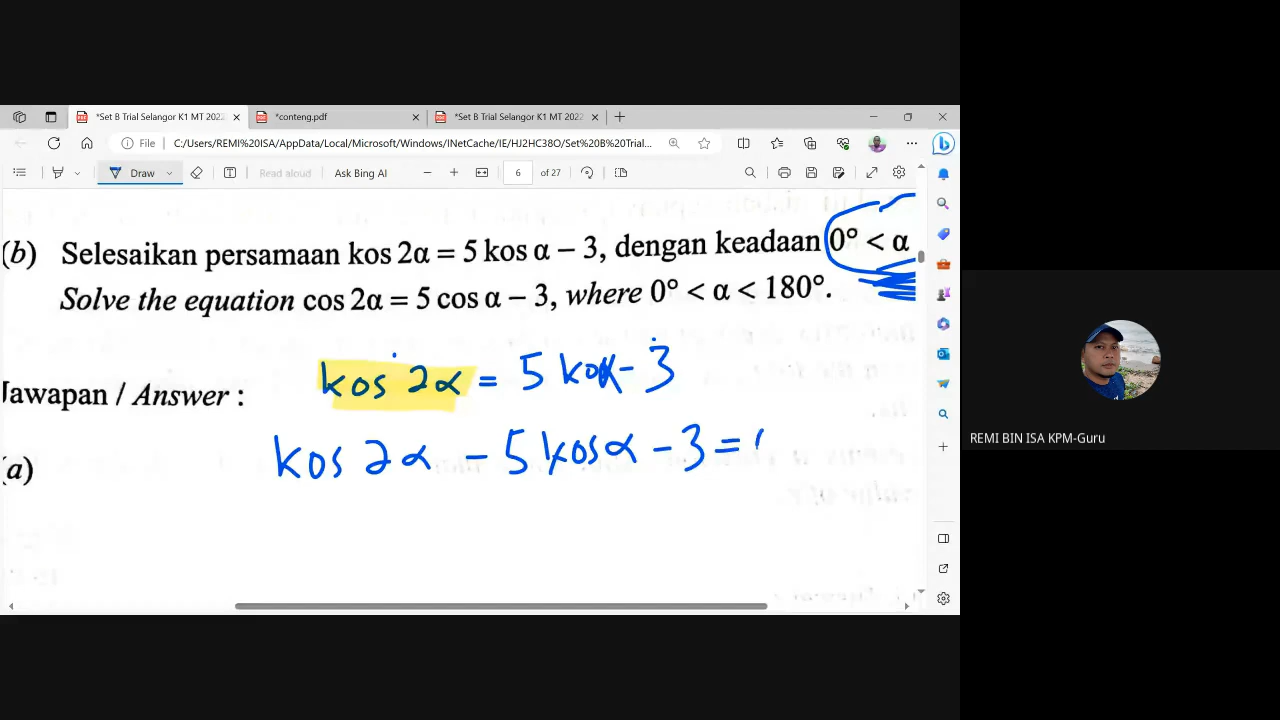 *Set B Trial Selangor K1 MT 2022
*conteng.pdf
*Set B Trial Selangor K1 MT 2022
File
C:/Users/REMI%20ISA/AppData/Local/Microsoft/Windows/INetCache/IE/HJ2HC38O/Set%20B%20Trial...
Draw
Read aloud
Ask Bing AI
6
of 27
(b) Selesaikan persamaan kos 2α = 5 kos α − 3, dengan keadaan 0° < α
Solve the equation cos 2α = 5 cos α − 3, where 0° < α < 180°.
kos 2α = 5 kosα − 3
Jawapan / Answer :
kos 2α − 5 kosα − 3 =
(a)
REMI BIN ISA KPM-Guru